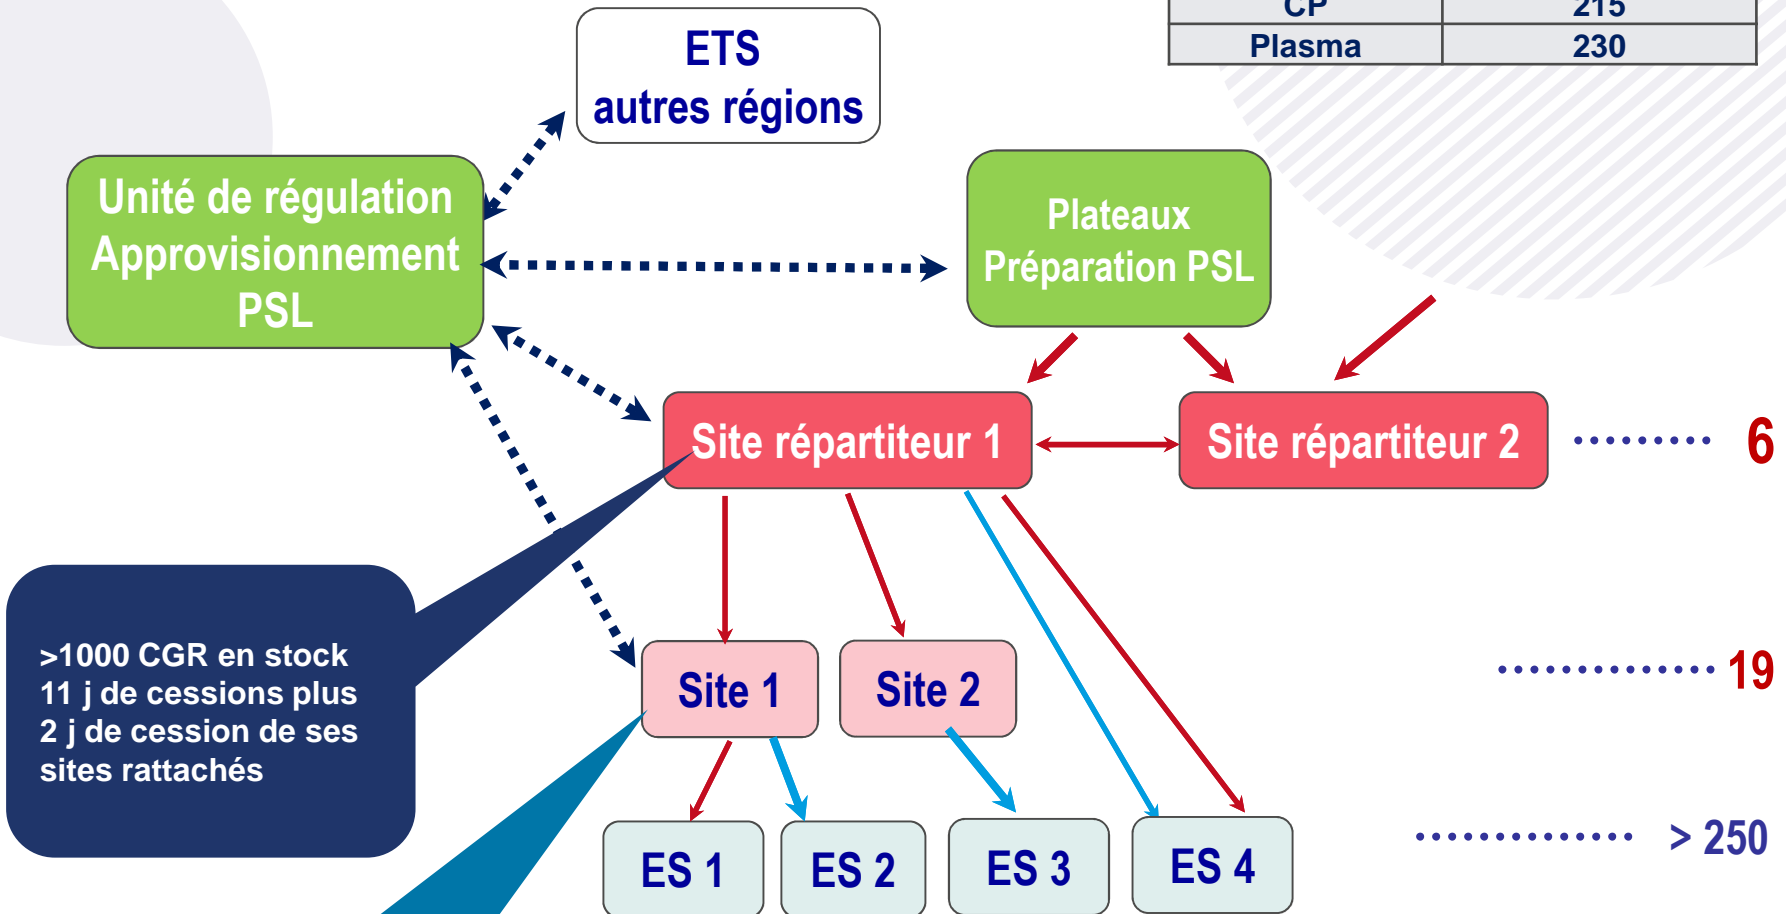 CP 215
Plasma 230
ETS
autres régions
Unité de régulation
Approvisionnement
PSL
Plateaux
Préparation PSL
Site répartiteur 1
Site répartiteur 2
6
>1000 CGR en stock
11 j de cessions plus
2 j de cession de ses
sites rattachés
Site 1
Site 2
19
ES 1
ES 2
ES 3
ES 4
> 250